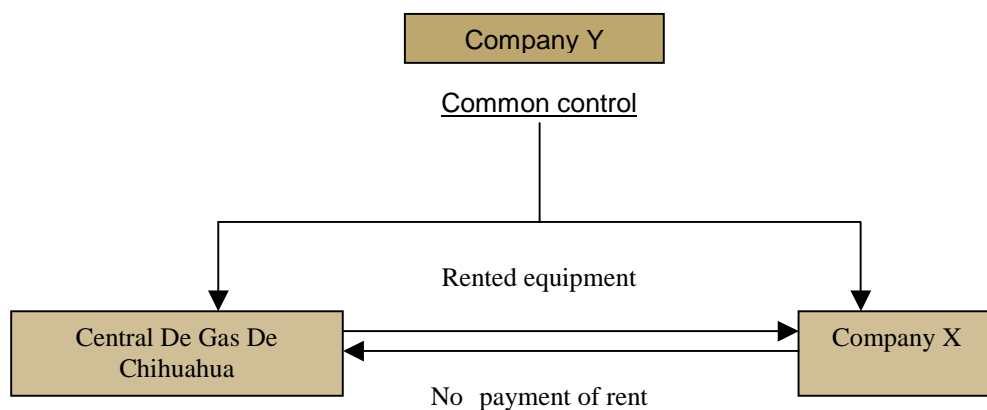 Company Y
Common control
Rented equipment
Central De Gas De
Chihuahua
Company X
No payment of rent